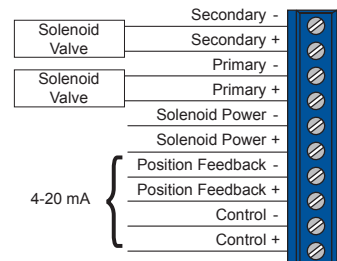 Secondary -
Solenoid
Valve
Secondary +
Primary -
Solenoid
Valve
Primary +
Solenoid Power -
Solenoid Power +
Position Feedback -
Position Feedback +
4-20 mA
Control -
Control +